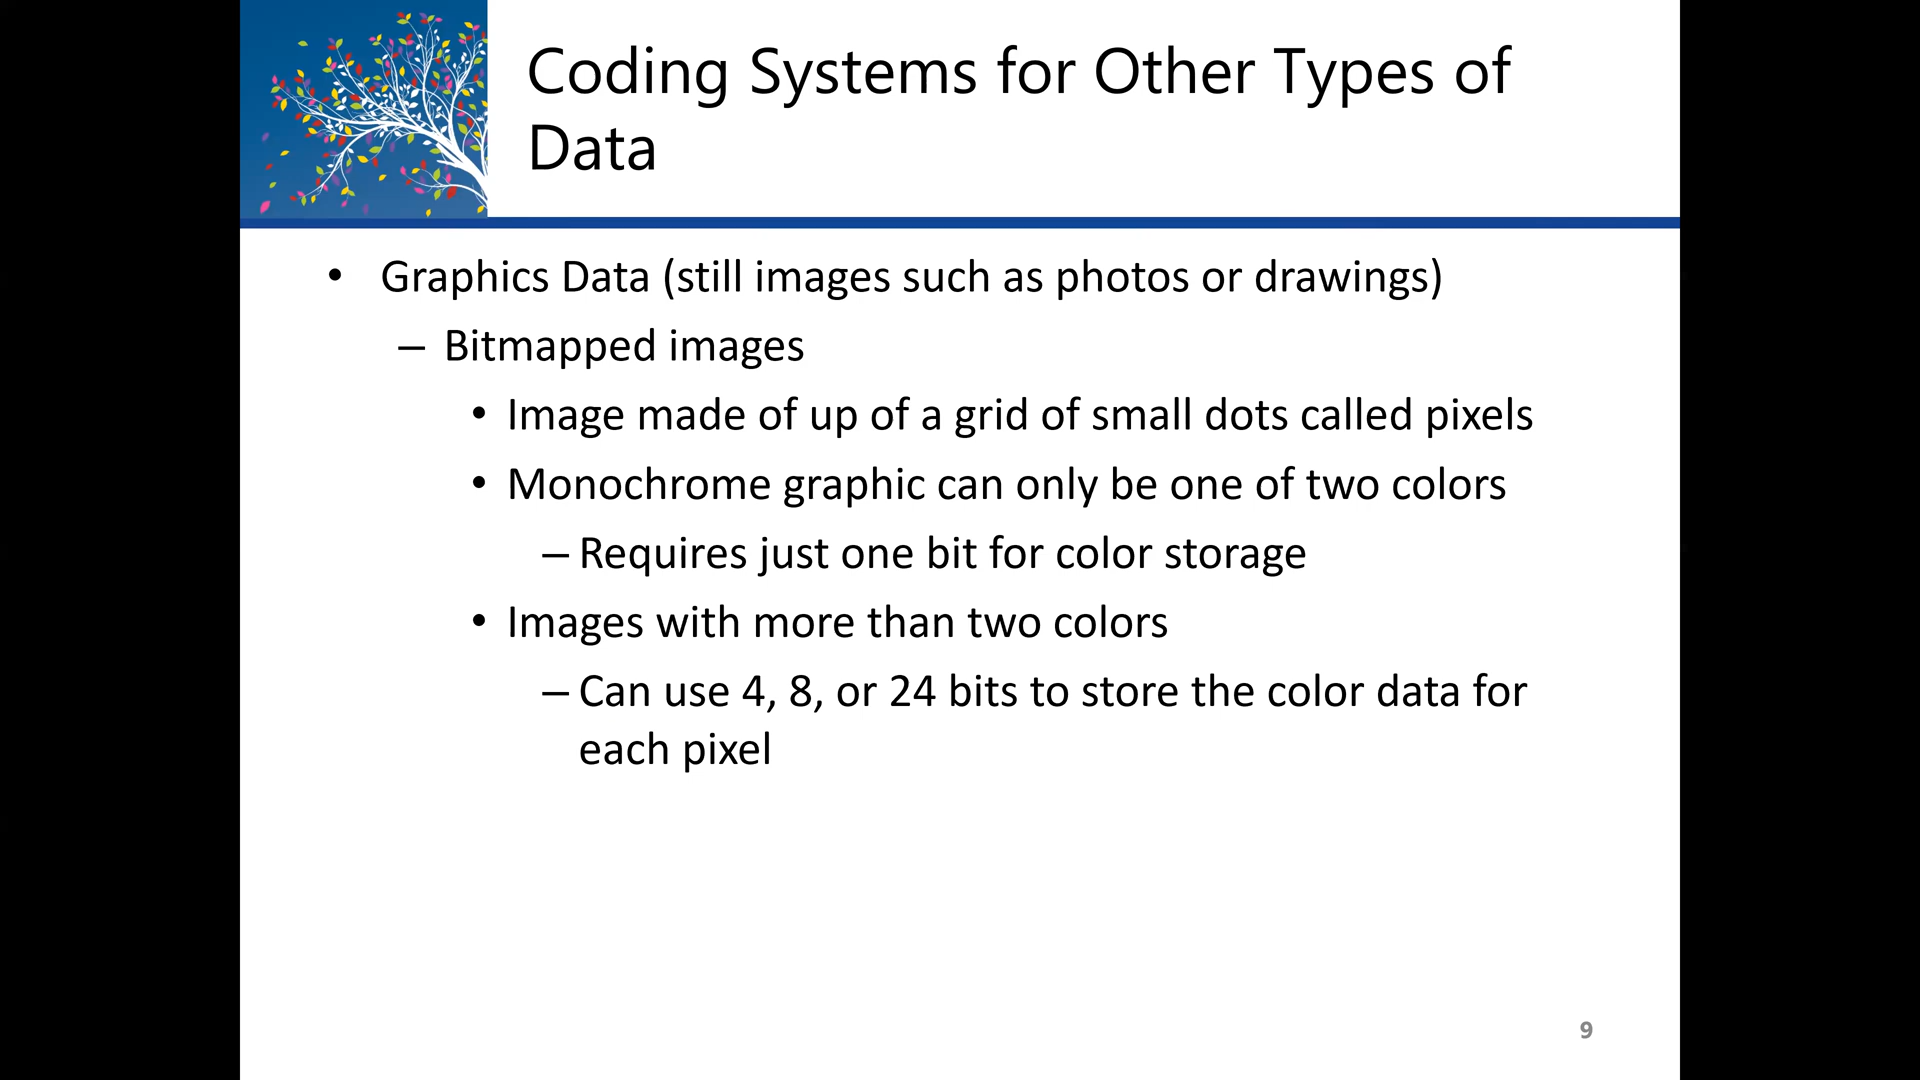 Coding Systems for Other Types of
Data
• Graphics Data (still images such as photos or drawings)
– Bitmapped images
• Image made of up of a grid of small dots called pixels
• Monochrome graphic can only be one of two colors
– Requires just one bit for color storage
• Images with more than two colors
– Can use 4, 8, or 24 bits to store the color data for
each pixel
9